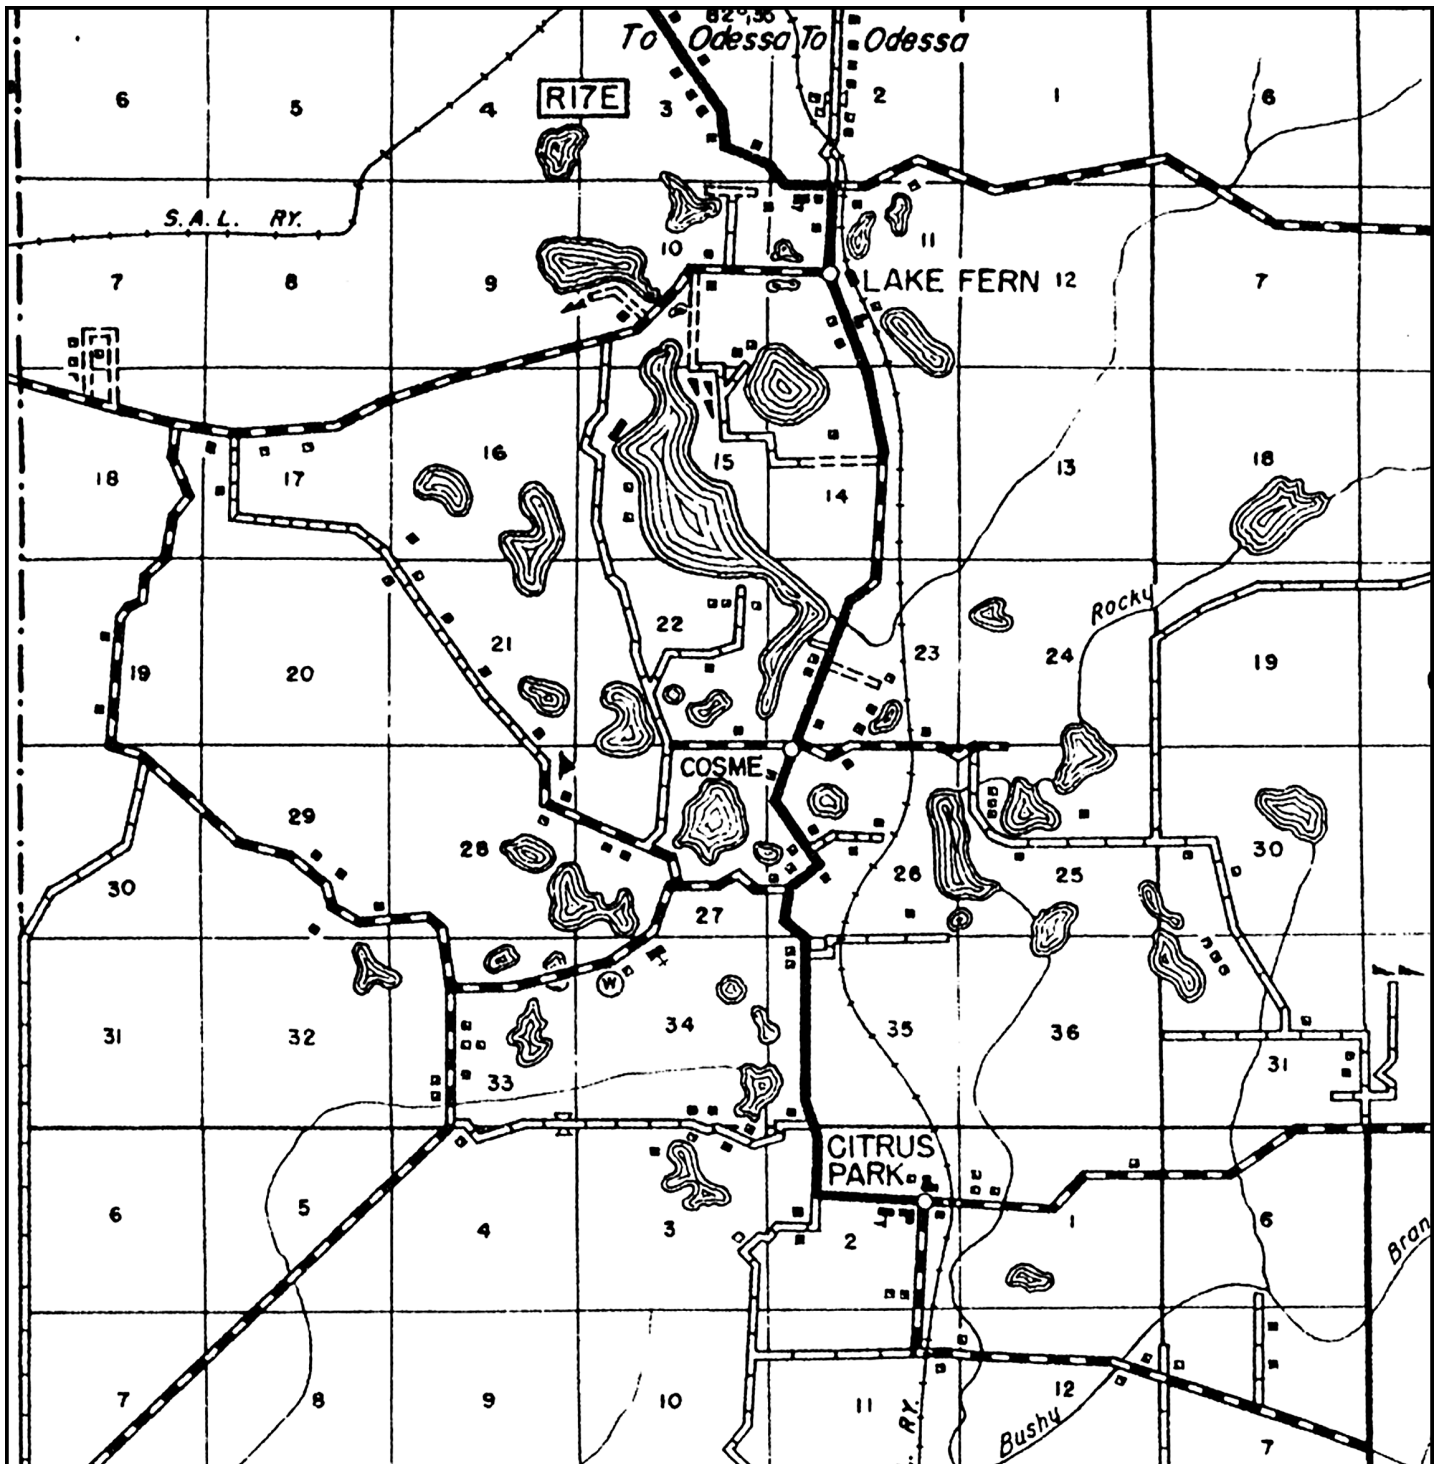 82°,35
To Odessa To Odessa
6 5 4 R17E 3 2 1 6
S.A.L. RY.
7 8 9 10 11 12 7
LAKE FERN
18 17 16 15 14 13 18
Rocky
19 20 21 22 23 24 19
COSME
30 29 28 27 26 25 30
W
31 32 33 34 35 36 31
CITRUS
PARK
6 5 4 3 2 1 6
Bran
7 8 9 10 11 12 7
RY.
Bushy